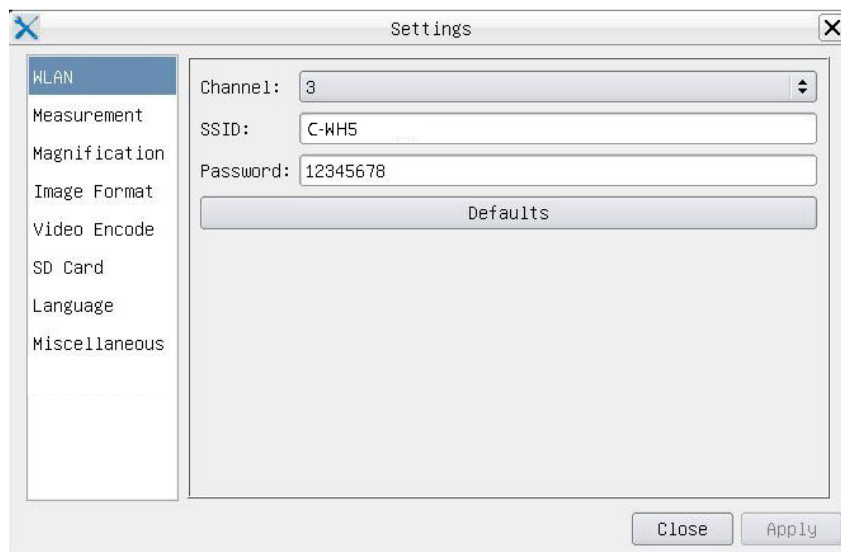 Settings
WLAN
Measurement
Magnification
Image Format
Video Encode
SD Card
Language
Miscellaneous
Channel: 3
SSID: C-WH5
Password: 12345678
Defaults
Close Apply